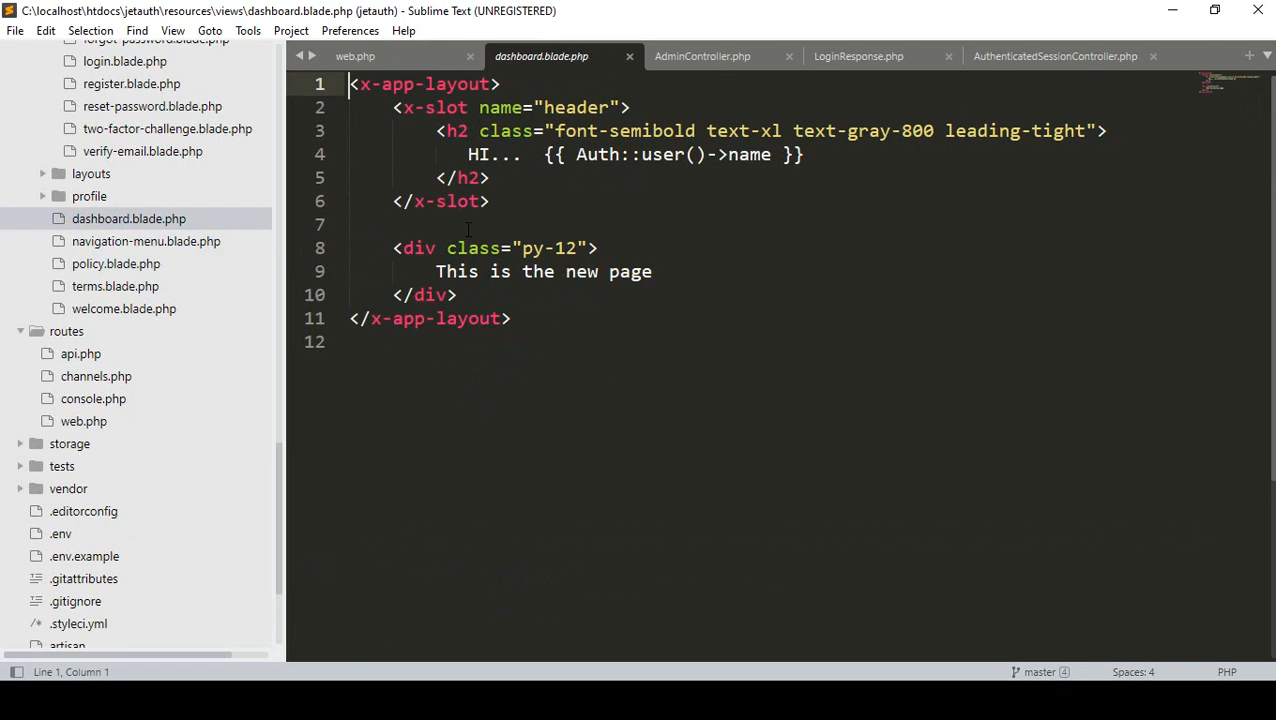 C:\localhost\htdocs\jetauth\resources\views\dashboard.blade.php (jetauth) - Sublime Text (UNREGISTERED)
File Edit Selection Find View Goto Tools Project Preferences Help
forgot-password.blade.php
login.blade.php
register.blade.php
reset-password.blade.php
two-factor-challenge.blade.php
verify-email.blade.php
layouts
profile
dashboard.blade.php
navigation-menu.blade.php
policy.blade.php
terms.blade.php
welcome.blade.php
routes
api.php
channels.php
console.php
web.php
storage
tests
vendor
.editorconfig
.env
.env.example
.gitattributes
.gitignore
.styleci.yml
artisan
web.php dashboard.blade.php AdminController.php LoginResponse.php AuthenticatedSessionController.php
1 <x-app-layout>
2 <x-slot name="header">
3 <h2 class="font-semibold text-xl text-gray-800 leading-tight">
4 HI... {{ Auth::user()->name }}
5 </h2>
6 </x-slot>
7
8 <div class="py-12">
9 This is the new page
10 </div>
11 </x-app-layout>
12
Line 1, Column 1 master 4 Spaces: 4 PHP